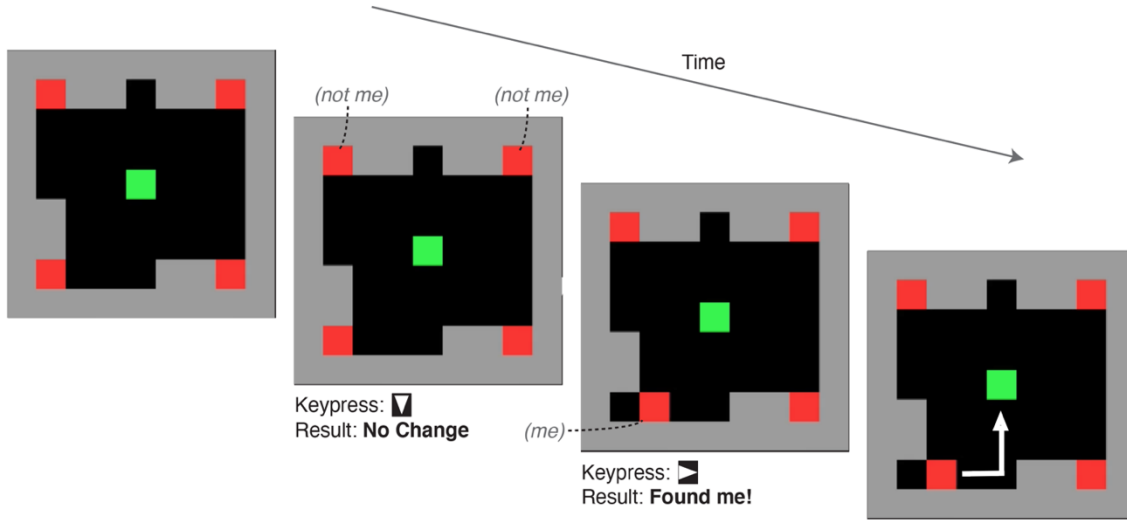 Time
(not me)
(not me)
Keypress:
Result: No Change
(me)
Keypress:
Result: Found me!